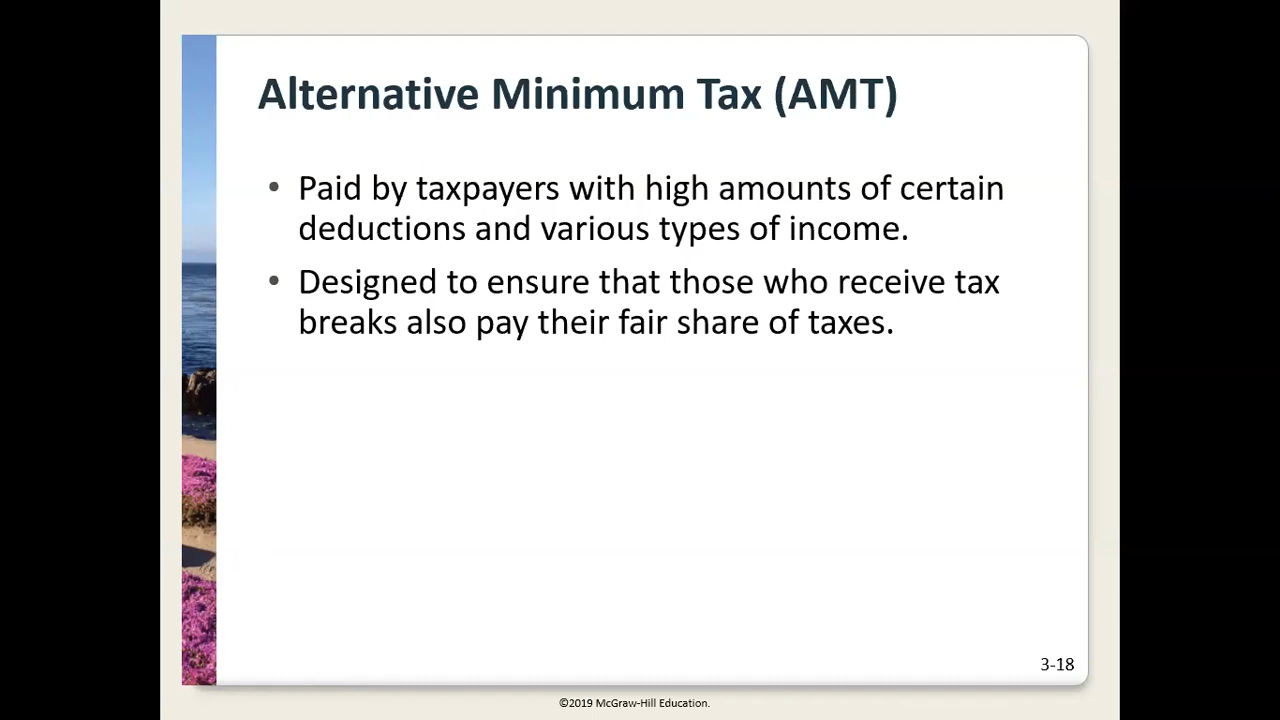 Alternative Minimum Tax (AMT)
• Paid by taxpayers with high amounts of certain
deductions and various types of income.
• Designed to ensure that those who receive tax
breaks also pay their fair share of taxes.
3-18
©2019 McGraw-Hill Education.